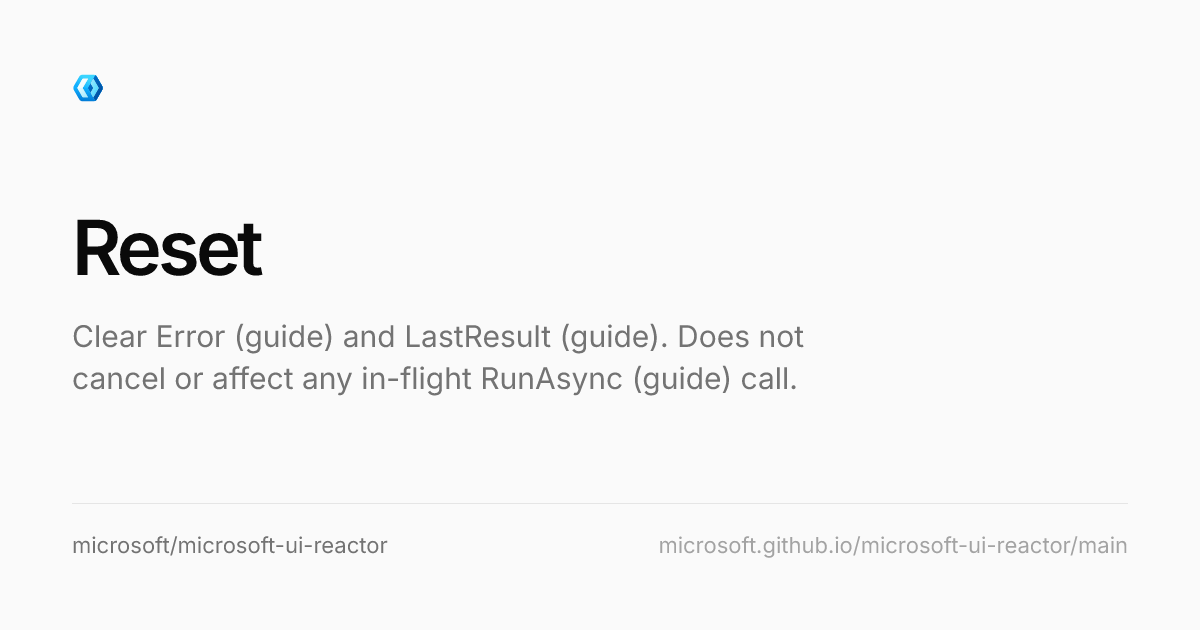 Reset
Clear Error (guide) and LastResult (guide). Does not
cancel or affect any in-flight RunAsync (guide) call.
microsoft/microsoft-ui-reactor
microsoft.github.io/microsoft-ui-reactor/main